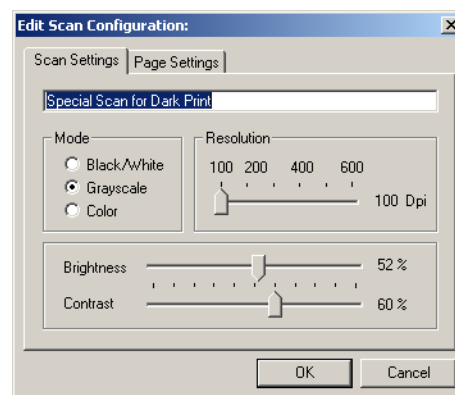 Edit Scan Configuration:
Scan Settings Page Settings
Special Scan for Dark Print
Mode
Black/White
Grayscale
Color
Resolution
100 200 400 600
100 Dpi
Brightness 52 %
Contrast 60 %
OK Cancel